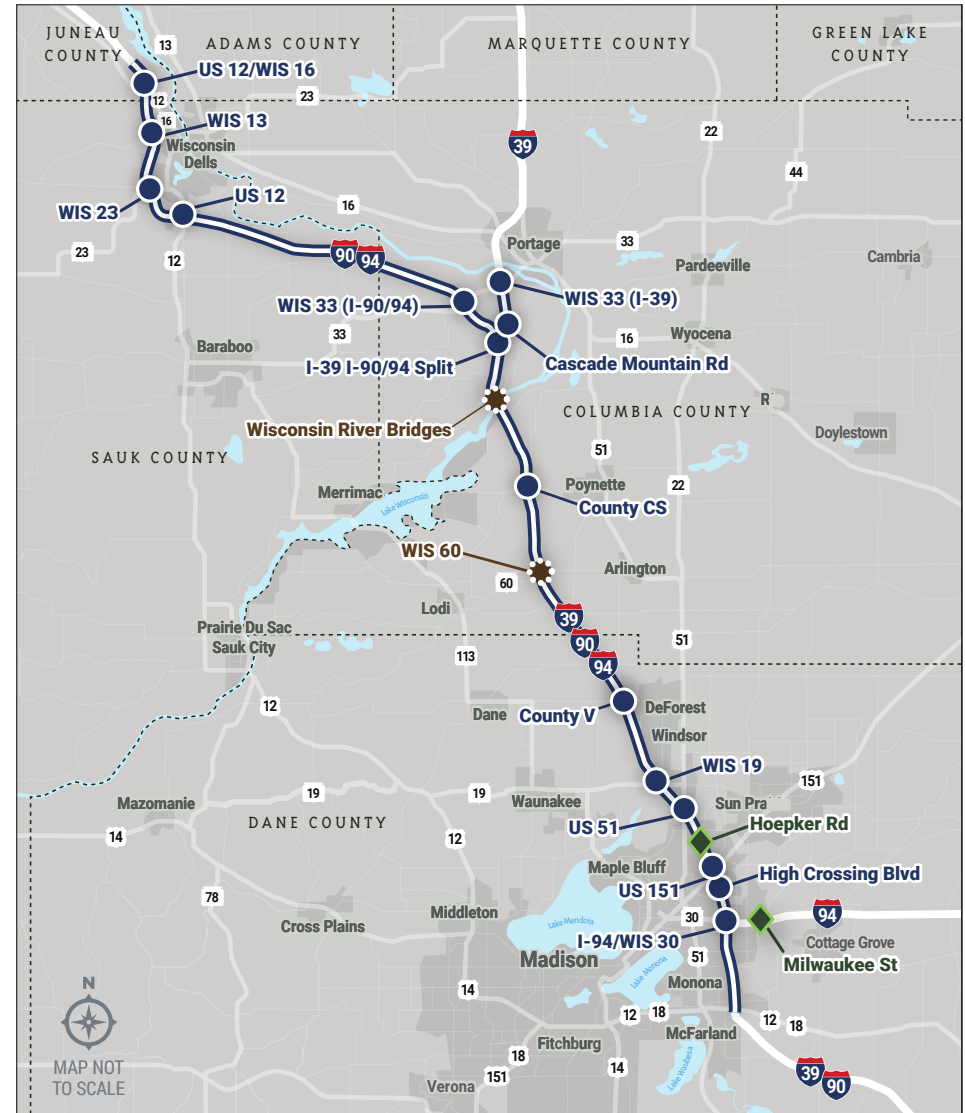 JUNEAU
COUNTY
ADAMS COUNTY
MARQUETTE COUNTY
GREEN LAKE
COUNTY
13
US 12/WIS 16
12
23
16
WIS 13
Wisconsin
Dells
39
22
44
WIS 23
US 12
16
23
12
90
94
Portage
33
Pardeeville
Cambria
WIS 33 (I-90/94)
WIS 33 (I-39)
33
16
Wyocena
Baraboo
I-39 I-90/94 Split
Cascade Mountain Rd
Wisconsin River Bridges
COLUMBIA COUNTY
Doylestown
SAUK COUNTY
51
22
Merrimac
Lake Wisconsin
Poynette
County CS
WIS 60
60
Arlington
Lodi
39
90
94
Prairie Du Sac
Sauk City
113
51
12
Dane
County V
DeForest
Windsor
WIS 19
151
Mazomanie
19
19
Waunakee
DANE COUNTY
US 51
Hoepker Rd
14
12
Maple Bluff
US 151
High Crossing Blvd
78
Cross Plains
Middleton
Lake Mendota
30
94
I-94/WIS 30
Cottage Grove
Madison
Milwaukee St
51
Lake Monona
Monona
14
12
18
McFarland
12
18
N
MAP NOT
TO SCALE
Fitchburg
18
14
Lake Waubesa
151
Verona
39
90